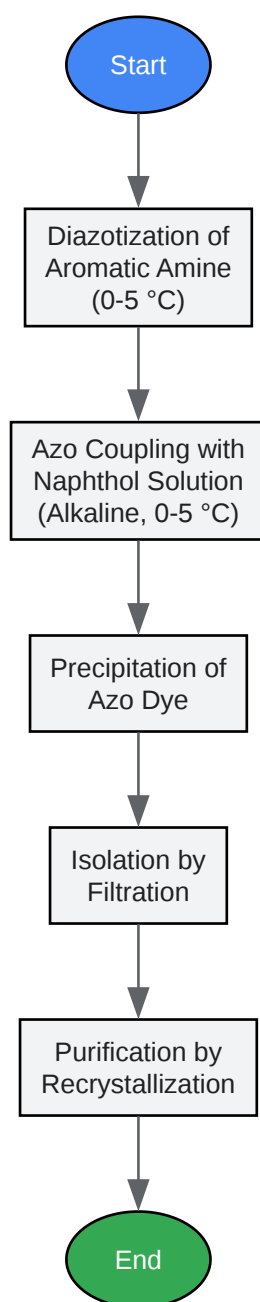 Start
Diazotization of
Aromatic Amine
(0-5 °C)
Azo Coupling with
Naphthol Solution
(Alkaline, 0-5 °C)
Precipitation of
Azo Dye
Isolation by
Filtration
Purification by
Recrystallization
End